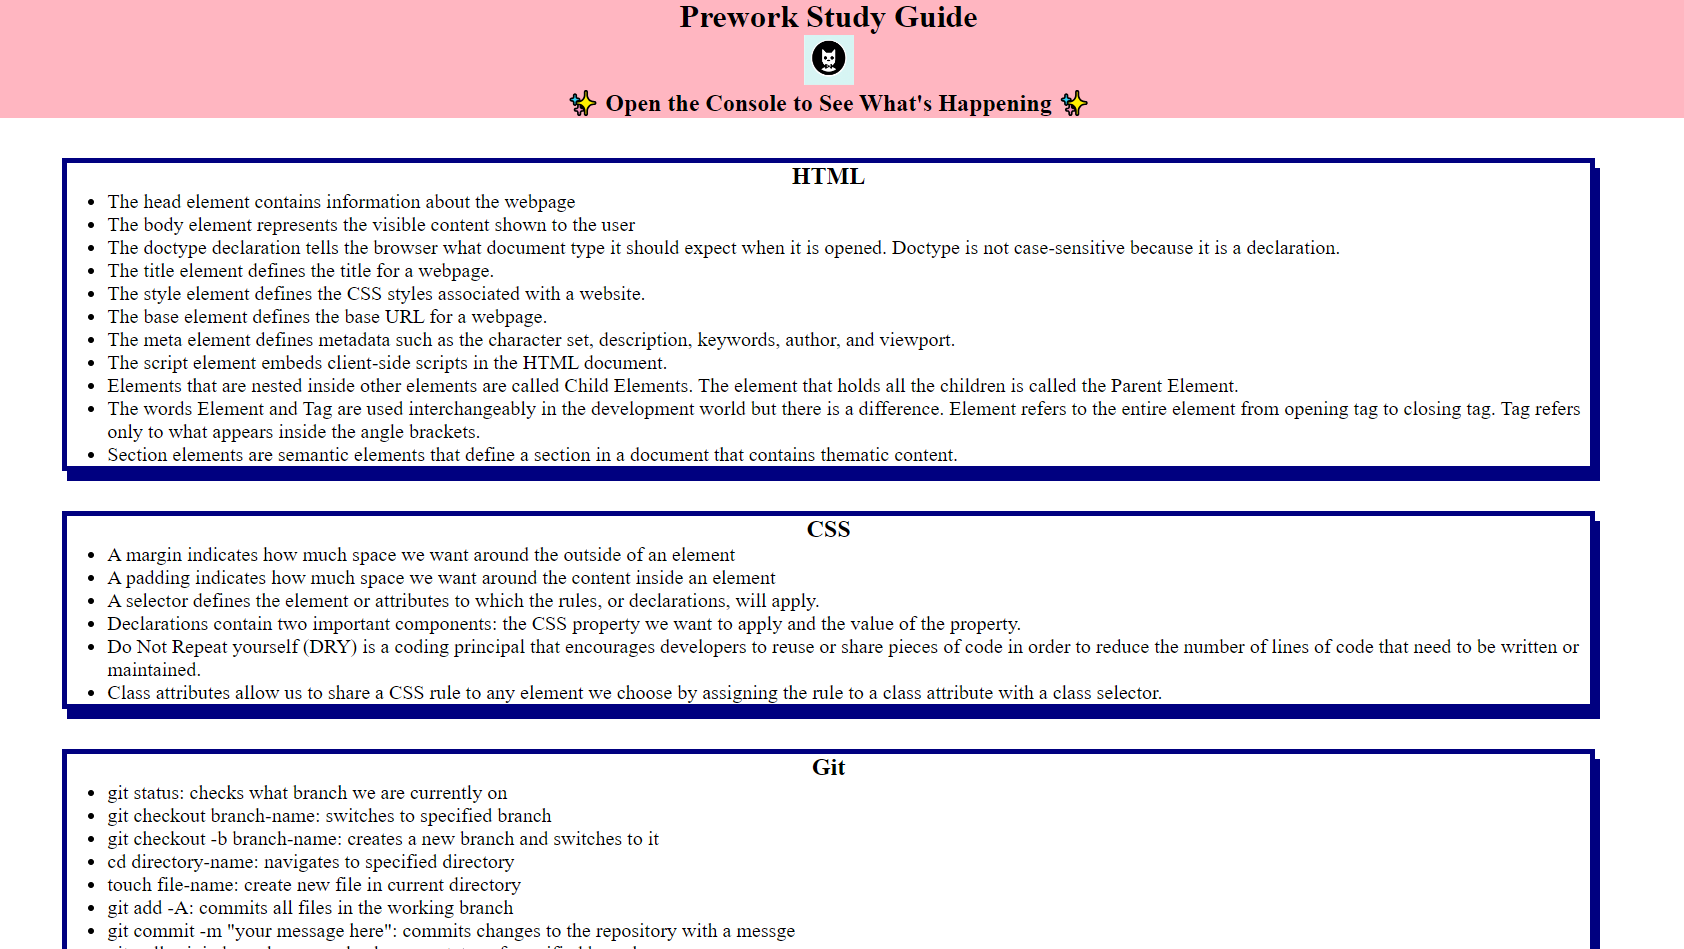 Prework Study Guide
✨ Open the Console to See What's Happening ✨
HTML
• The head element contains information about the webpage
• The body element represents the visible content shown to the user
• The doctype declaration tells the browser what document type it should expect when it is opened. Doctype is not case-sensitive because it is a declaration.
• The title element defines the title for a webpage.
• The style element defines the CSS styles associated with a website.
• The base element defines the base URL for a webpage.
• The meta element defines metadata such as the character set, description, keywords, author, and viewport.
• The script element embeds client-side scripts in the HTML document.
• Elements that are nested inside other elements are called Child Elements. The element that holds all the children is called the Parent Element.
• The words Element and Tag are used interchangeably in the development world but there is a difference. Element refers to the entire element from opening tag to closing tag. Tag refers
only to what appears inside the angle brackets.
• Section elements are semantic elements that define a section in a document that contains thematic content.
CSS
• A margin indicates how much space we want around the outside of an element
• A padding indicates how much space we want around the content inside an element
• A selector defines the element or attributes to which the rules, or declarations, will apply.
• Declarations contain two important components: the CSS property we want to apply and the value of the property.
• Do Not Repeat yourself (DRY) is a coding principal that encourages developers to reuse or share pieces of code in order to reduce the number of lines of code that need to be written or
maintained.
• Class attributes allow us to share a CSS rule to any element we choose by assigning the rule to a class attribute with a class selector.
Git
• git status: checks what branch we are currently on
• git checkout branch-name: switches to specified branch
• git checkout -b branch-name: creates a new branch and switches to it
• cd directory-name: navigates to specified directory
• touch file-name: create new file in current directory
• git add -A: commits all files in the working branch
• git commit -m "your message here": commits changes to the repository with a messge